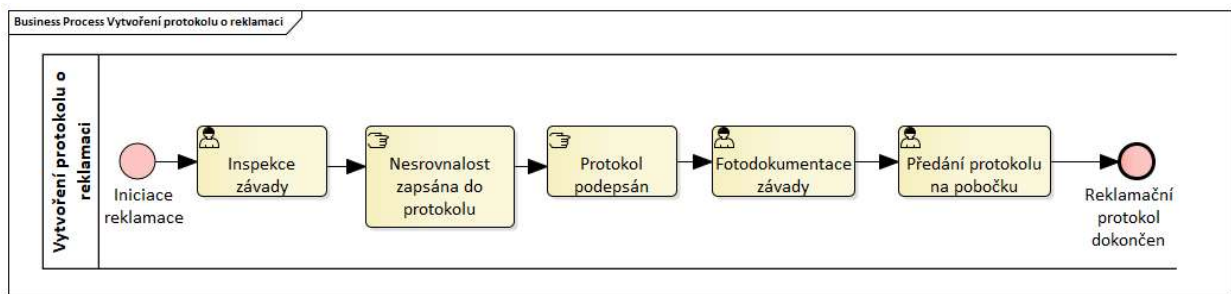 Business Process Vytvoření protokolu o reklamaci
Vytvoření protokolu o
reklamaci
Iniciace
reklamace
Inspekce
závady
Nesrovnalost
zapsána do
protokolu
Protokol
podepsán
Fotodokumentace
závady
Předání protokolu
na pobočku
Reklamační
protokol
dokončen